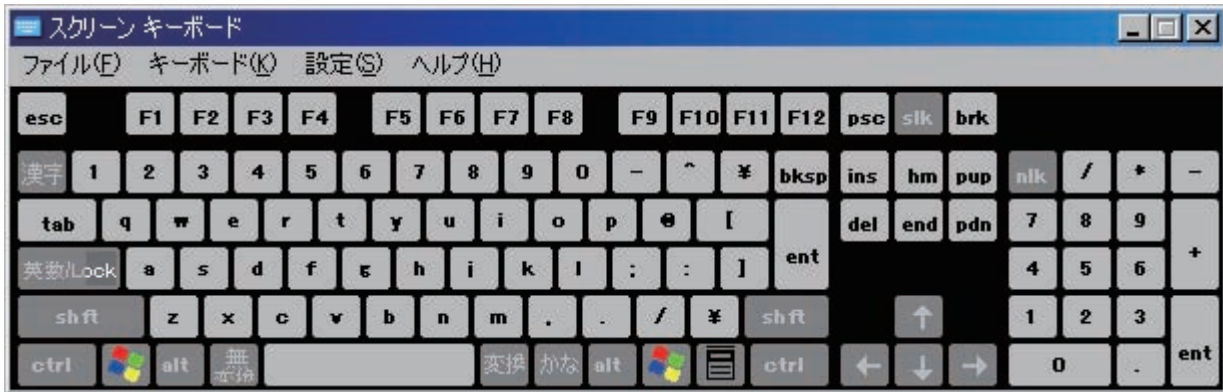 スクリーン キーボード
ファイル(F) キーボード(K) 設定(S) ヘルプ(H)
esc F1 F2 F3 F4 F5 F6 F7 F8 F9 F10 F11 F12 psc slk brk
漢字 1 2 3 4 5 6 7 8 9 0 - ^ ¥ bksp ins hm pup nlk / * -
tab q w e r t y u i o p @ [ ent del end pdn 7 8 9 +
英数/Lock a s d f g h j k l ; : ] 4 5 6
shft z x c v b n m , . / ¥ shft ↑ 1 2 3 ent
ctrl alt 無変換 変換 かな alt ctrl ← ↓ → 0 .